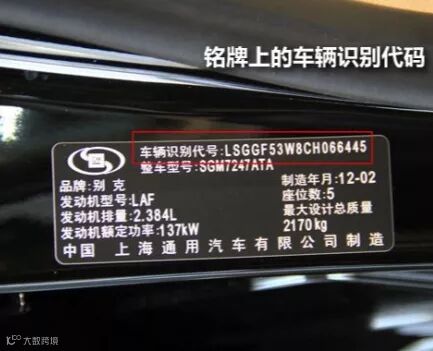 铭牌上的车辆识别代码
车辆识别代号:LSGGF53W8CH066445
整车型号:SGM7247ATA
品牌:别克 制造年月:12-02
发动机型号:LAF 座位数:5
发动机排量:2.384L 最大设计总质量
发动机额定功率:137kW 2170kg
中国 上海通用汽车有限公司制造
大数跨境